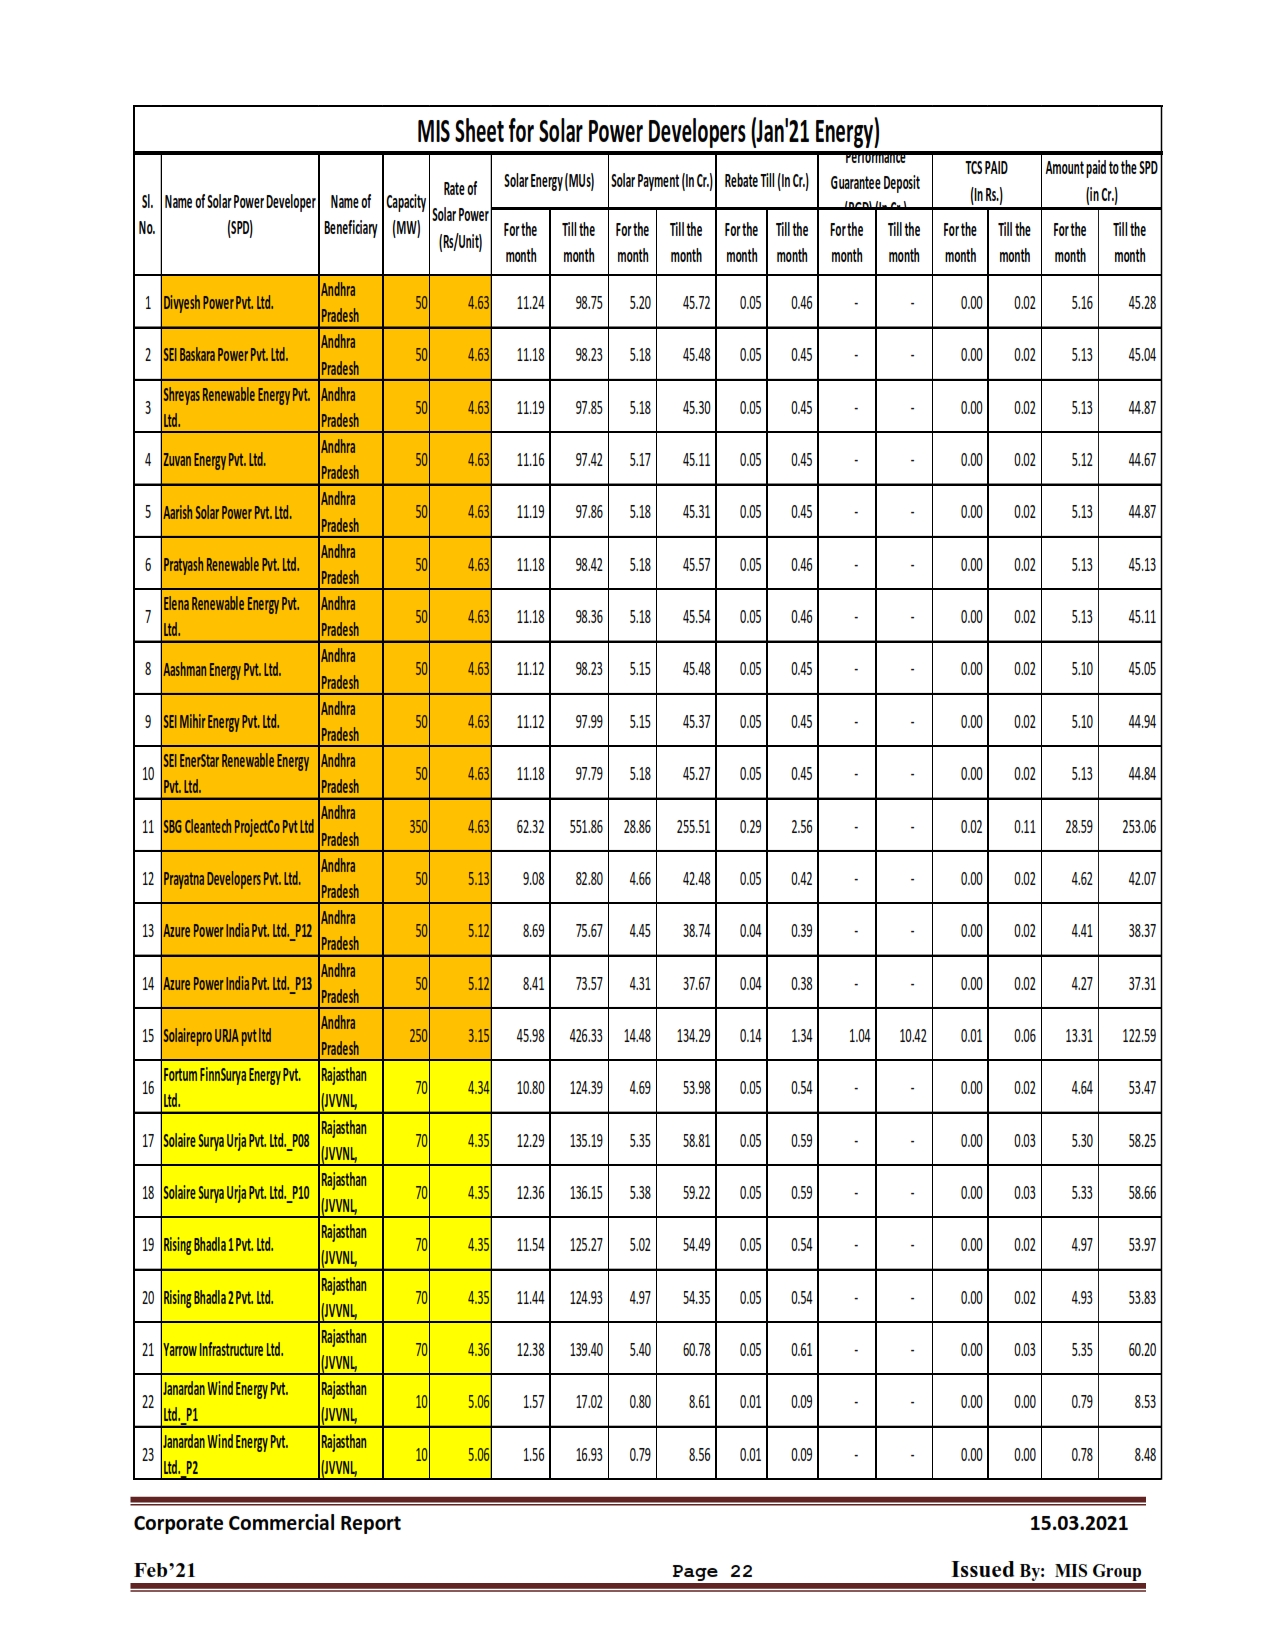 MIS Sheet for Solar Power Developers (Jan'21 Energy)
Sl. No. Name of Solar Power Developer (SPD) Name of Beneficiary Capacity (MW) Rate of Solar Power (Rs/Unit) Solar Energy (MUs) Solar Payment (In Cr.) Rebate Till (In Cr.) Performance Guarantee Deposit (PGD) (In Cr.) TCS PAID (In Rs.) Amount paid to the SPD (in Cr.)
For the month Till the month For the month Till the month For the month Till the month For the month Till the month For the month Till the month For the month Till the month
1 Divyesh Power Pvt. Ltd. Andhra Pradesh 50 4.63 11.24 98.75 5.20 45.72 0.05 0.46 - - 0.00 0.02 5.16 45.28
2 SEI Baskara Power Pvt. Ltd. Andhra Pradesh 50 4.63 11.18 98.23 5.18 45.48 0.05 0.45 - - 0.00 0.02 5.13 45.04
3 Shreyas Renewable Energy Pvt. Ltd. Andhra Pradesh 50 4.63 11.19 97.85 5.18 45.30 0.05 0.45 - - 0.00 0.02 5.13 44.87
4 Zuvan Energy Pvt. Ltd. Andhra Pradesh 50 4.63 11.16 97.42 5.17 45.11 0.05 0.45 - - 0.00 0.02 5.12 44.67
5 Aarish Solar Power Pvt. Ltd. Andhra Pradesh 50 4.63 11.19 97.86 5.18 45.31 0.05 0.45 - - 0.00 0.02 5.13 44.87
6 Pratyash Renewable Pvt. Ltd. Andhra Pradesh 50 4.63 11.18 98.42 5.18 45.57 0.05 0.46 - - 0.00 0.02 5.13 45.13
7 Elena Renewable Energy Pvt. Ltd. Andhra Pradesh 50 4.63 11.18 98.36 5.18 45.54 0.05 0.46 - - 0.00 0.02 5.13 45.11
8 Aashman Energy Pvt. Ltd. Andhra Pradesh 50 4.63 11.12 98.23 5.15 45.48 0.05 0.45 - - 0.00 0.02 5.10 45.05
9 SEI Mihir Energy Pvt. Ltd. Andhra Pradesh 50 4.63 11.12 97.99 5.15 45.37 0.05 0.45 - - 0.00 0.02 5.10 44.94
10 SEI EnerStar Renewable Energy Pvt. Ltd. Andhra Pradesh 50 4.63 11.18 97.79 5.18 45.27 0.05 0.45 - - 0.00 0.02 5.13 44.84
11 SBG Cleantech ProjectCo Pvt Ltd Andhra Pradesh 350 4.63 62.32 551.86 28.86 255.51 0.29 2.56 - - 0.02 0.11 28.59 253.06
12 Prayatna Developers Pvt. Ltd. Andhra Pradesh 50 5.13 9.08 82.80 4.66 42.48 0.05 0.42 - - 0.00 0.02 4.62 42.07
13 Azure Power India Pvt. Ltd._P12 Andhra Pradesh 50 5.12 8.69 75.67 4.45 38.74 0.04 0.39 - - 0.00 0.02 4.41 38.37
14 Azure Power India Pvt. Ltd._P13 Andhra Pradesh 50 5.12 8.41 73.57 4.31 37.67 0.04 0.38 - - 0.00 0.02 4.27 37.31
15 Solairepro URJA pvt ltd Andhra Pradesh 250 3.15 45.98 426.33 14.48 134.29 0.14 1.34 1.04 10.42 0.01 0.06 13.31 122.59
16 Fortum FinnSurya Energy Pvt. Ltd. Rajasthan (JVVNL, 70 4.34 10.80 124.39 4.69 53.98 0.05 0.54 - - 0.00 0.02 4.64 53.47
17 Solaire Surya Urja Pvt. Ltd._P08 Rajasthan (JVVNL, 70 4.35 12.29 135.19 5.35 58.81 0.05 0.59 - - 0.00 0.03 5.30 58.25
18 Solaire Surya Urja Pvt. Ltd._P10 Rajasthan (JVVNL, 70 4.35 12.36 136.15 5.38 59.22 0.05 0.59 - - 0.00 0.03 5.33 58.66
19 Rising Bhadla 1 Pvt. Ltd. Rajasthan (JVVNL, 70 4.35 11.54 125.27 5.02 54.49 0.05 0.54 - - 0.00 0.02 4.97 53.97
20 Rising Bhadla 2 Pvt. Ltd. Rajasthan (JVVNL, 70 4.35 11.44 124.93 4.97 54.35 0.05 0.54 - - 0.00 0.02 4.93 53.83
21 Yarrow Infrastructure Ltd. Rajasthan (JVVNL, 70 4.36 12.38 139.40 5.40 60.78 0.05 0.61 - - 0.00 0.03 5.35 60.20
22 Janardan Wind Energy Pvt. Ltd._P1 Rajasthan (JVVNL, 10 5.06 1.57 17.02 0.80 8.61 0.01 0.09 - - 0.00 0.00 0.79 8.53
23 Janardan Wind Energy Pvt. Ltd._P2 Rajasthan (JVVNL, 10 5.06 1.56 16.93 0.79 8.56 0.01 0.09 - - 0.00 0.00 0.78 8.48
Corporate Commercial Report 15.03.2021
Feb’21 Page 22 Issued By: MIS Group